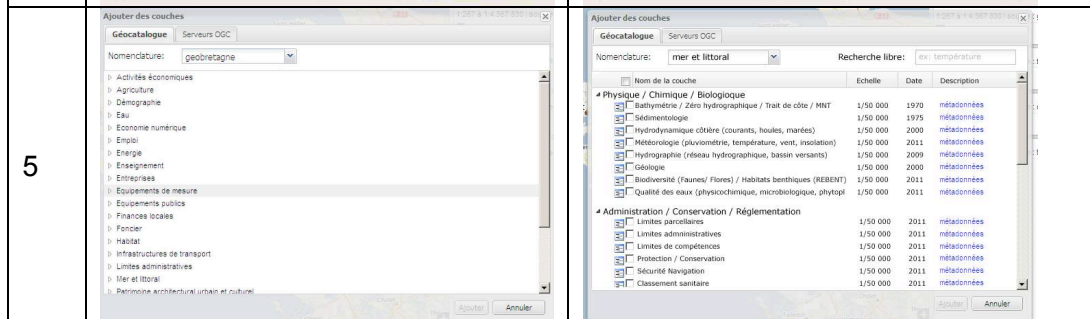 5
Ajouter des couches
Géocatalogue Serveurs OGC
Nomenclature: geobretagne
Activités économiques
Agriculture
Démographie
Eau
Economie numérique
Emploi
Energie
Enseignement
Entreprises
Equipements de mesure
Equipements publics
Finances locales
Foncier
Habitat
Infrastructures de transport
Limites administratives
Mer et littoral
Patrimoine architectural urbain et culturel
Ajouter Annuler
Ajouter des couches
Géocatalogue Serveurs OGC
Nomenclature: mer et littoral Recherche libre: ex: température
Nom de la couche Echelle Date Description
Physique / Chimique / Biologioque
Bathymétrie / Zéro hydrographique / Trait de côte / MNT 1/50 000 1970 métadonnées
Sédimentologie 1/50 000 1975 métadonnées
Hydrodynamique côtière (courants, houles, marées) 1/50 000 2000 métadonnées
Météorologie (pluviométrie, température, vent, insolation) 1/50 000 2011 métadonnées
Hydrographie (réseau hydrographique, bassin versants) 1/50 000 2009 métadonnées
Géologie 1/50 000 2000 métadonnées
Biodiversité (Faunes/ Flores) / Habitats benthiques (REBENT) 1/50 000 2011 métadonnées
Qualité des eaux (physicochimique, microbiologique, phytopl 1/50 000 2011 métadonnées
Administration / Conservation / Réglementation
Limites parcellaires 1/50 000 2011 métadonnées
Limites admninistratives 1/50 000 2011 métadonnées
Limites de compétences 1/50 000 2011 métadonnées
Protection / Conservation 1/50 000 2011 métadonnées
Sécurité Navigation 1/50 000 2011 métadonnées
Classement sanitaire 1/50 000 2011 métadonnées
Ajouter Annuler